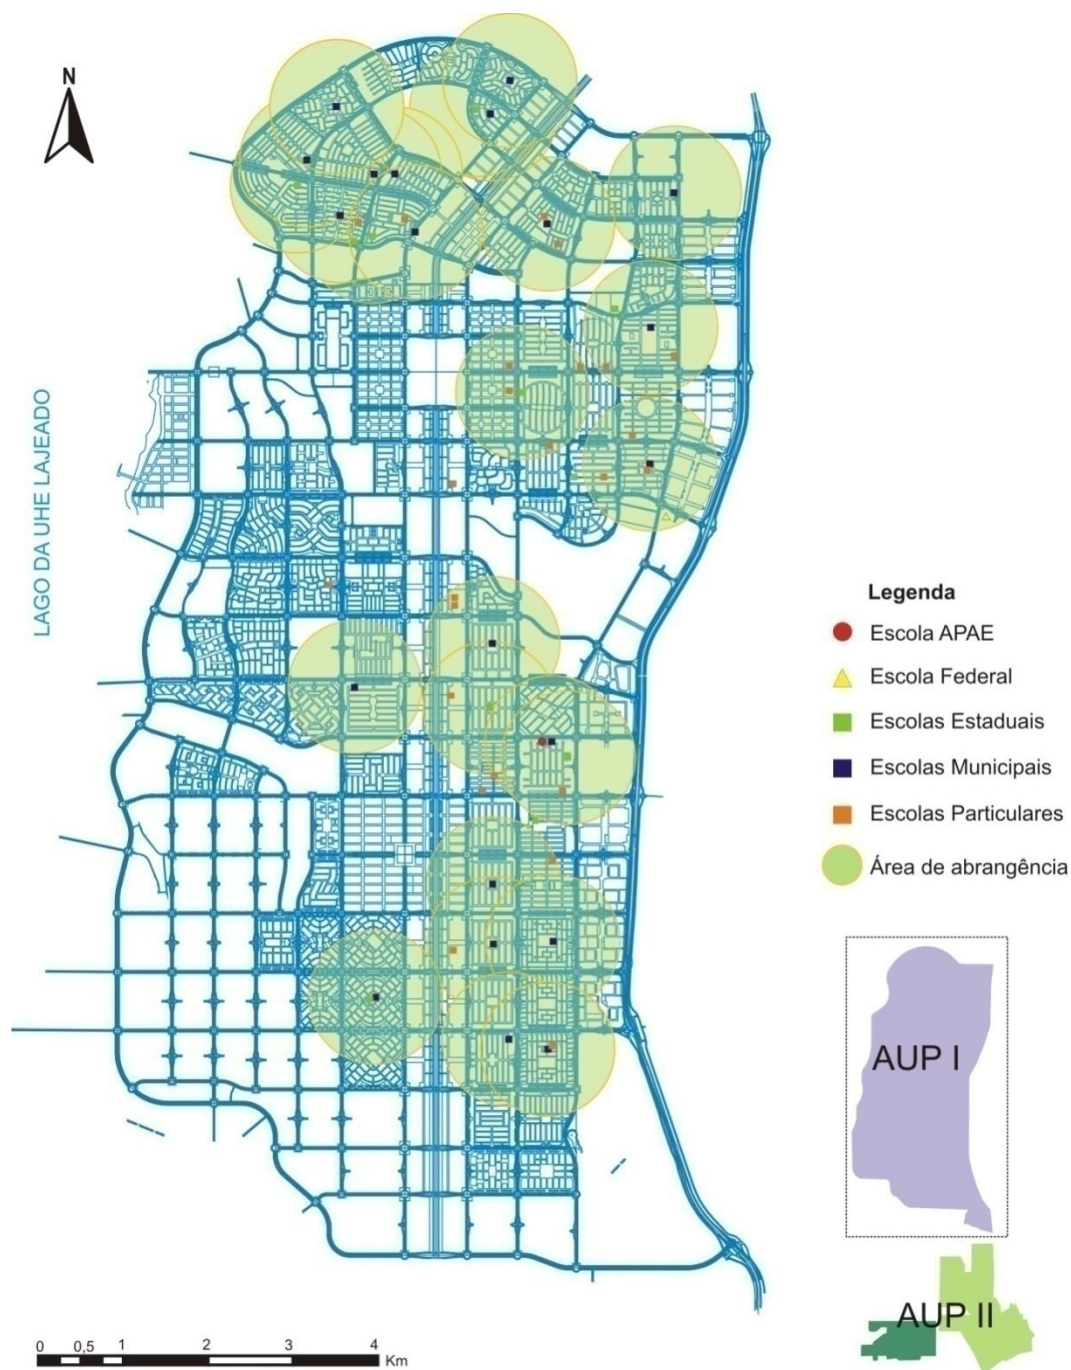 N
LAGO DA UHE LAJEADO
Legenda
Escola APAE
Escola Federal
Escolas Estaduais
Escolas Municipais
Escolas Particulares
Área de abrangência
AUP I
AUP II
0 0,5 1 2 3 4
Km